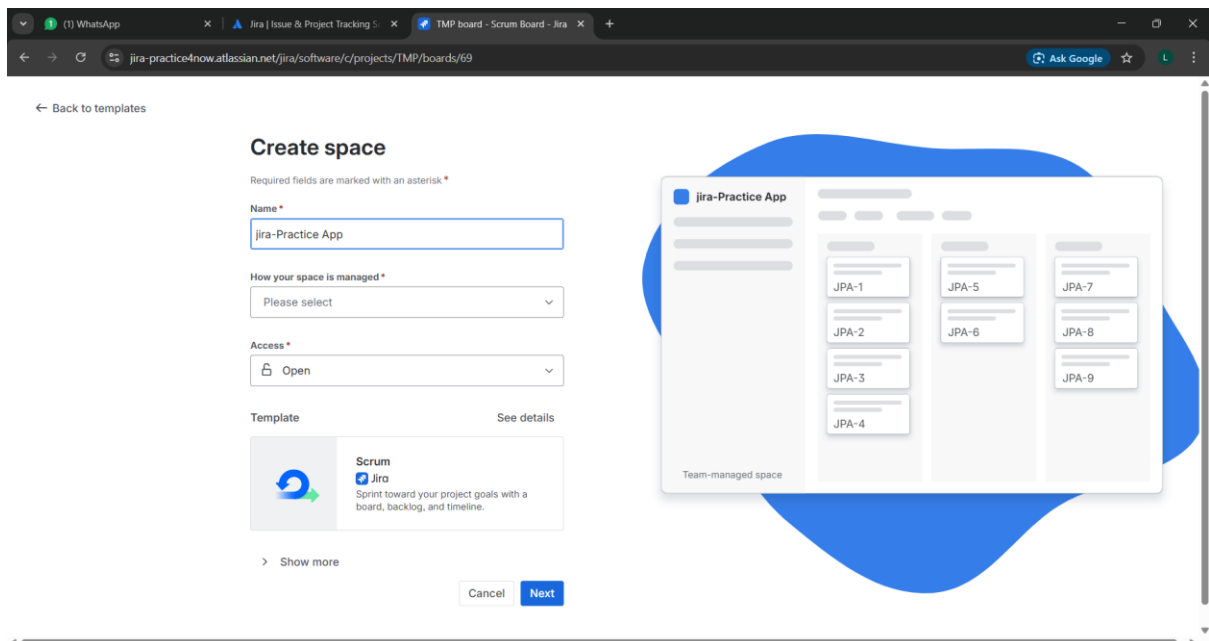 (1) WhatsApp
Jira | Issue & Project Tracking S
TMP board - Scrum Board - Jira
jira-practice4now.atlassian.net/jira/software/c/projects/TMP/boards/69
Ask Google
L
Back to templates
Create space
Required fields are marked with an asterisk *
Name *
jira-Practice App
How your space is managed *
Please select
Access *
Open
Template
See details
Scrum
Jira
Sprint toward your project goals with a
board, backlog, and timeline.
Show more
Cancel
Next
jira-Practice App
JPA-1
JPA-5
JPA-7
JPA-2
JPA-6
JPA-8
JPA-3
JPA-9
JPA-4
Team-managed space